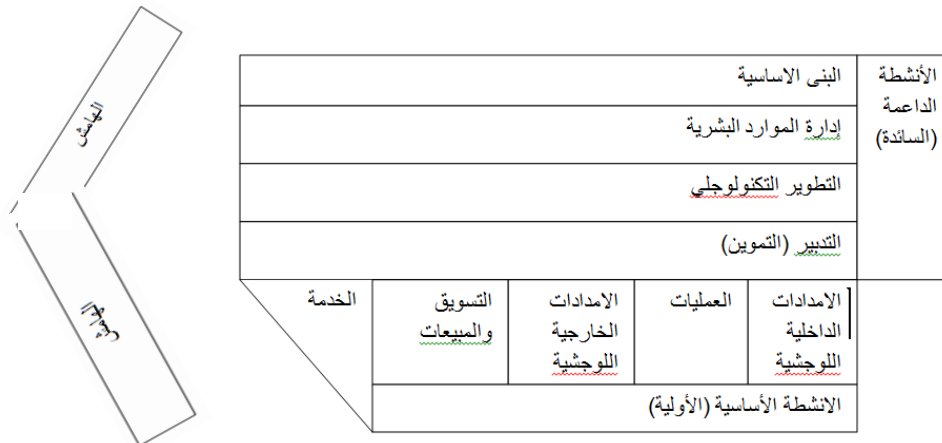 الأنشطة
الداعمة
(السائدة)
البنى الاساسية
إدارة الموارد البشرية
التطوير التكنولوجلي
التدبير (التموين)
الامدادات
الداخلية
اللوجشية
العمليات
الامدادات
الخارجية
اللوجشية
التسويق
والمبيعات
الخدمة
الانشطة الأساسية (الأولية)
الهامش
الهامش